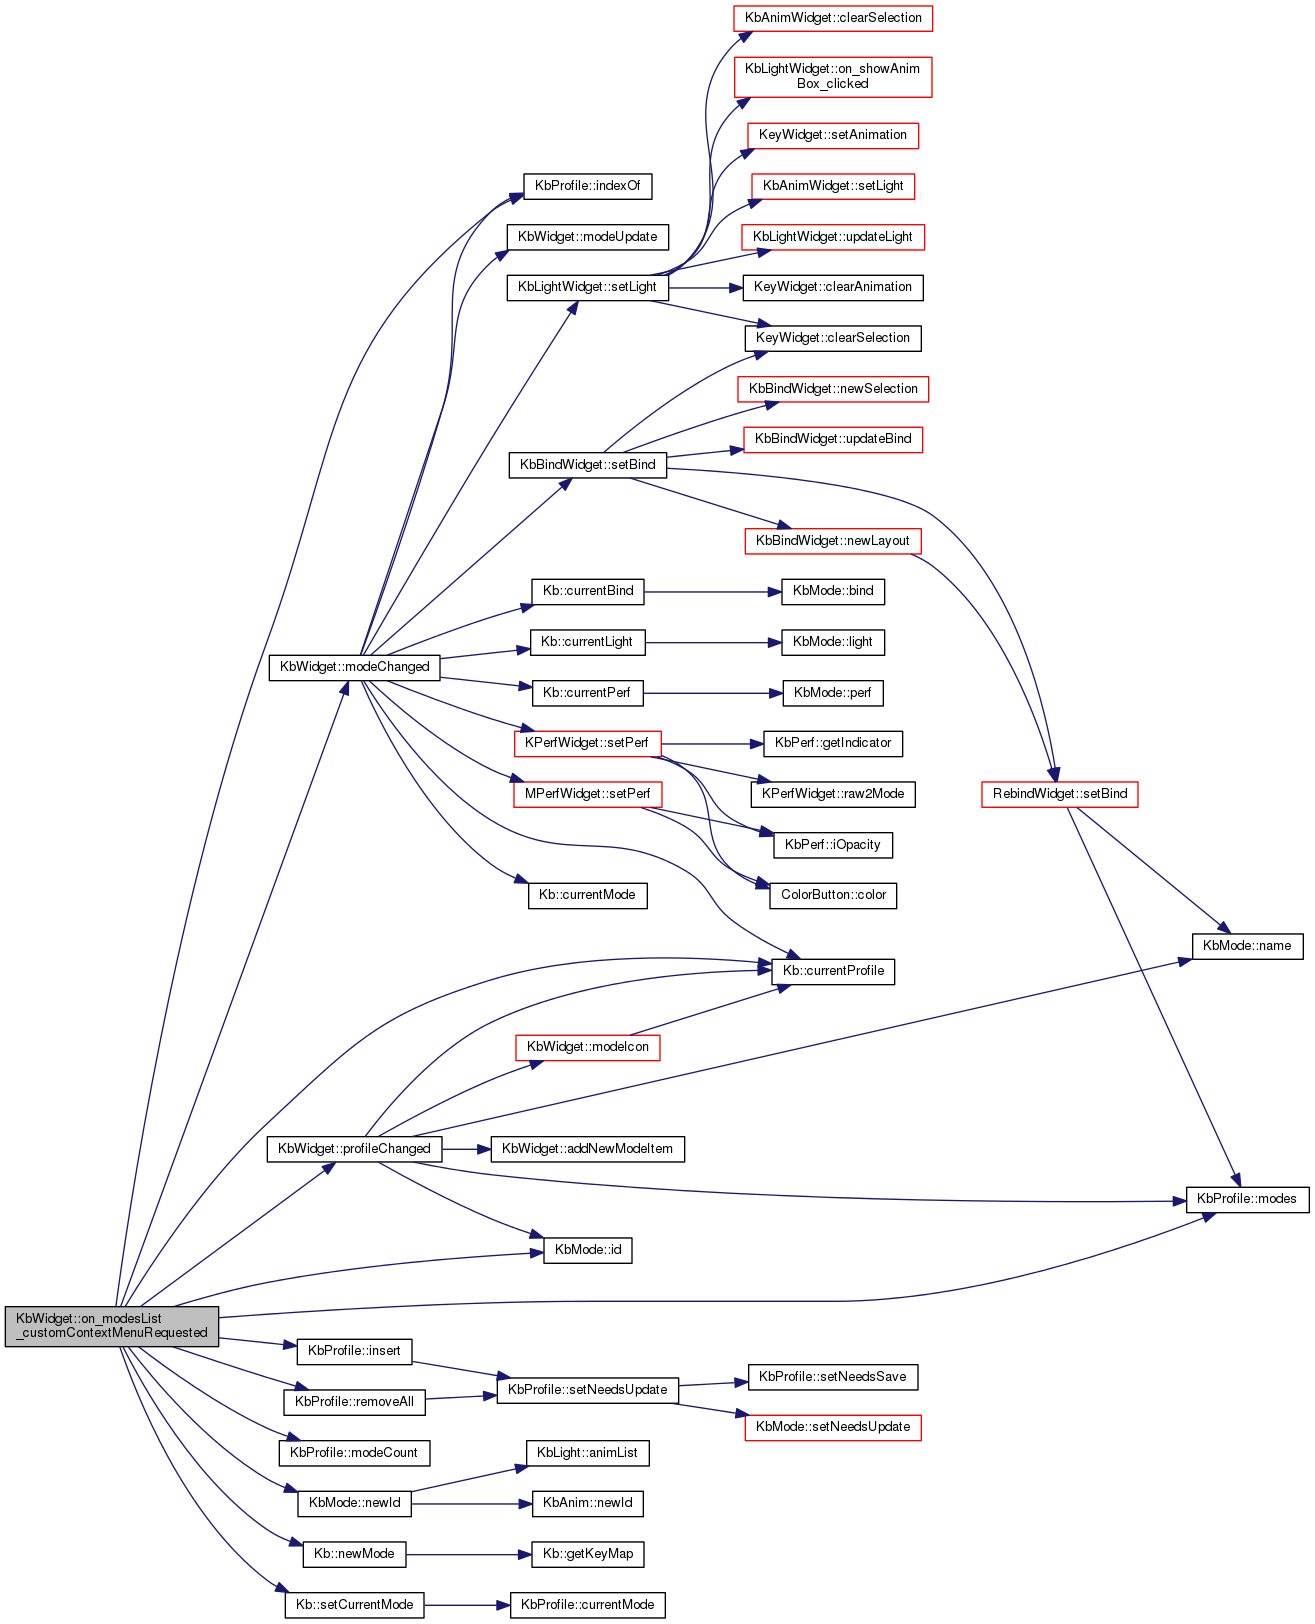 KbAnimWidget::clearSelection
KbLightWidget::on_showAnim
Box_clicked
KeyWidget::setAnimation
KbProfile::indexOf
KbAnimWidget::setLight
KbWidget::modeUpdate
KbLightWidget::updateLight
KbLightWidget::setLight
KeyWidget::clearAnimation
KeyWidget::clearSelection
KbBindWidget::newSelection
KbBindWidget::updateBind
KbBindWidget::setBind
KbBindWidget::newLayout
Kb::currentBind
KbMode::bind
Kb::currentLight
KbMode::light
KbWidget::modeChanged
Kb::currentPerf
KbMode::perf
KPerfWidget::setPerf
KbPerf::getIndicator
MPerfWidget::setPerf
KPerfWidget::raw2Mode
RebindWidget::setBind
KbPerf::iOpacity
Kb::currentMode
ColorButton::color
KbMode::name
Kb::currentProfile
KbWidget::modeIcon
KbWidget::profileChanged
KbWidget::addNewModeItem
KbProfile::modes
KbMode::id
KbWidget::on_modesList
_customContextMenuRequested
KbProfile::insert
KbProfile::setNeedsUpdate
KbProfile::setNeedsSave
KbProfile::removeAll
KbMode::setNeedsUpdate
KbProfile::modeCount
KbLight::animList
KbMode::newId
KbAnim::newId
Kb::newMode
Kb::getKeyMap
Kb::setCurrentMode
KbProfile::currentMode